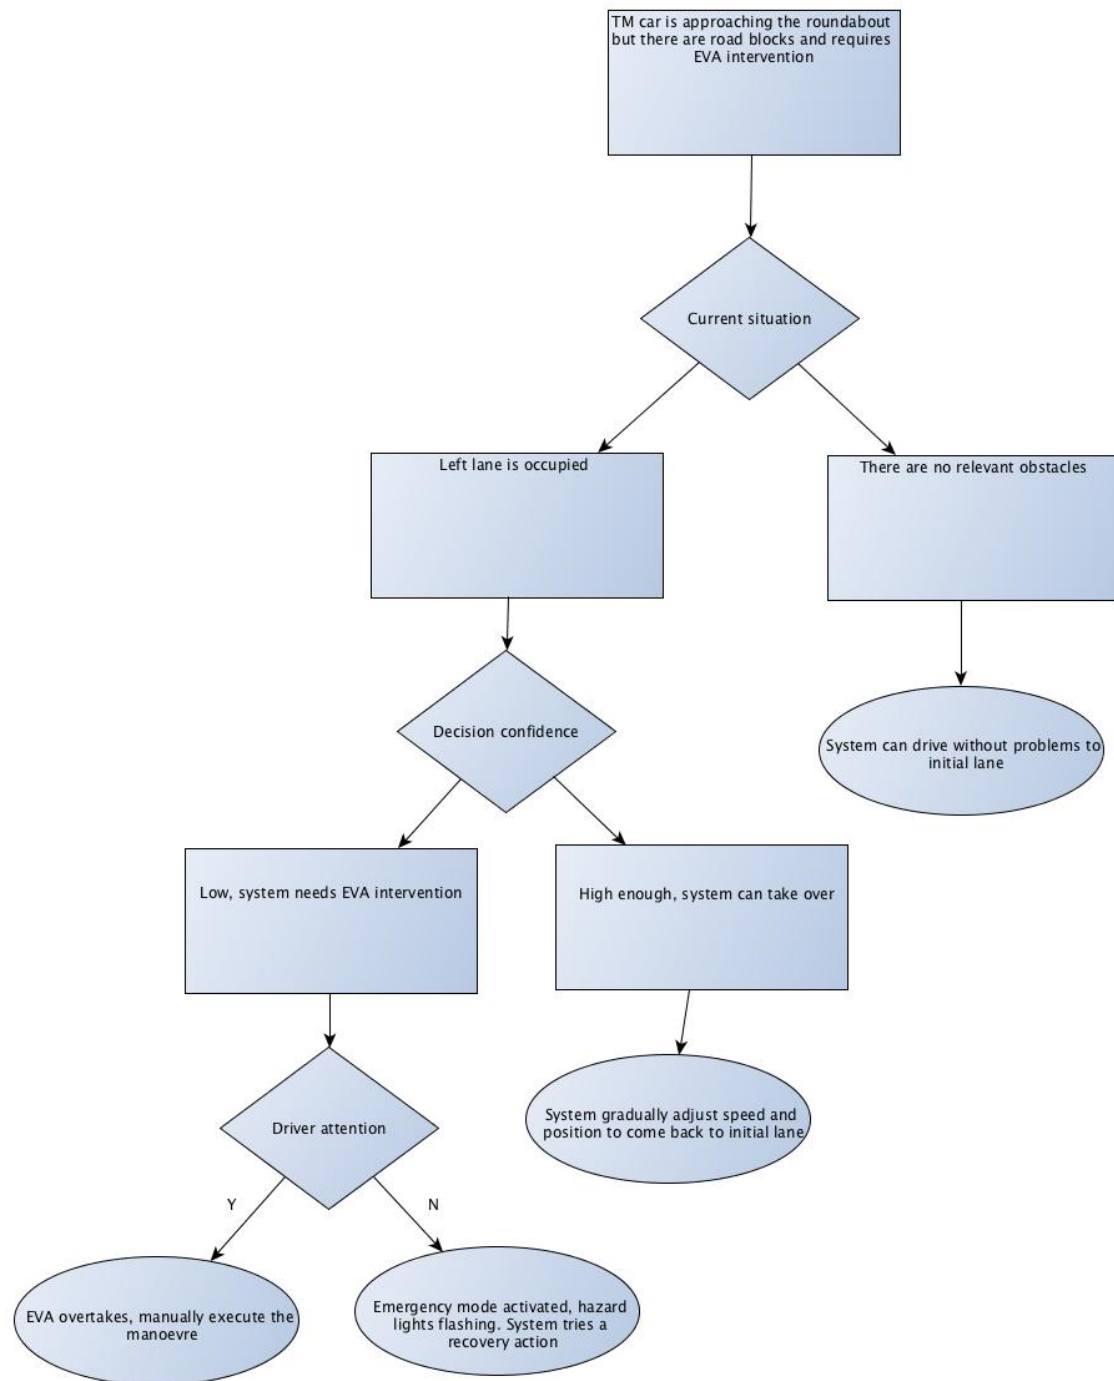 TM car is approaching the roundabout
but there are road blocks and requires
EVA intervention
Current situation
Left lane is occupied
There are no relevant obstacles
Decision confidence
System can drive without problems to
initial lane
Low, system needs EVA intervention
High enough, system can take over
Driver attention
System gradually adjust speed and
position to come back to initial lane
Y
N
EVA overtakes, manually execute the
manoevre
Emergency mode activated, hazard
lights flashing. System tries a
recovery action